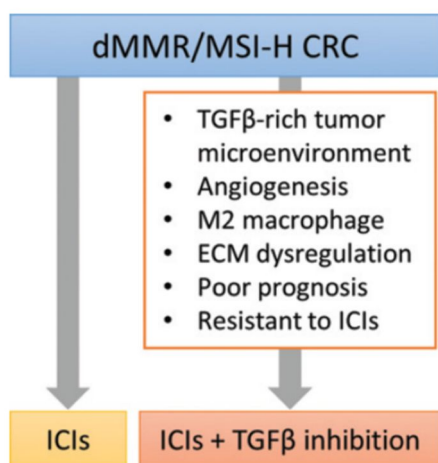 dMMR/MSI-H CRC
• TGFβ-rich tumor
microenvironment
• Angiogenesis
• M2 macrophage
• ECM dysregulation
• Poor prognosis
• Resistant to ICIs
ICIs
ICIs + TGFβ inhibition